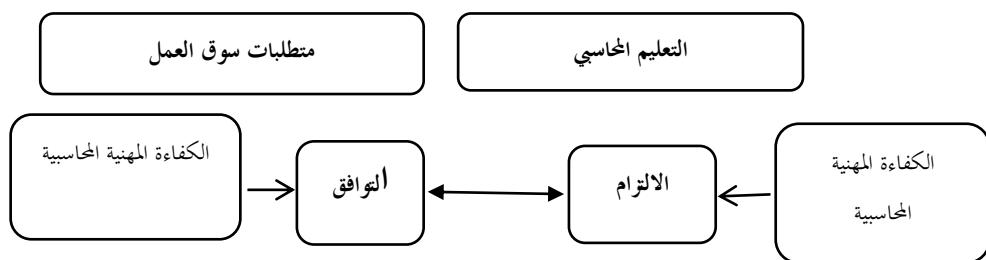 التعليم المحاسبي
متطلبات سوق العمل
الكفاءة المهنية
المحاسبية
الالتزام
التوافق
الكفاءة المهنية المحاسبية